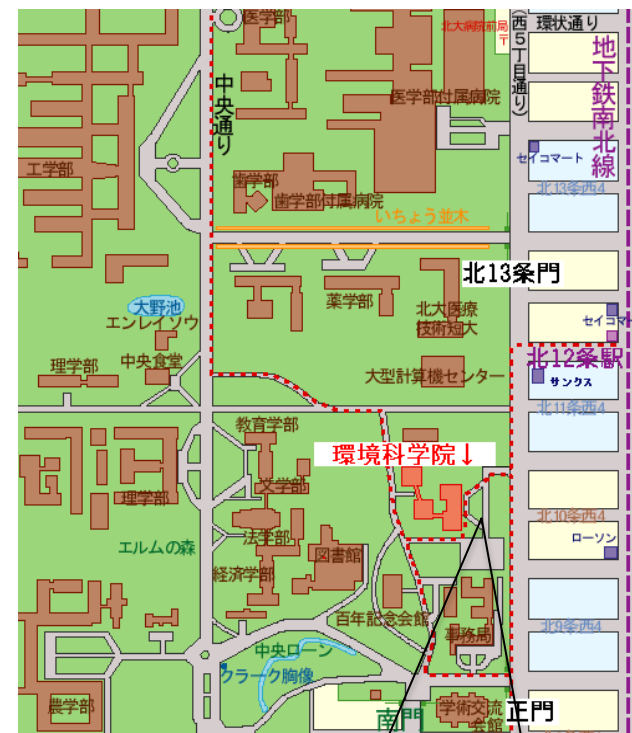 医学部
北大病院前局
〒
(西5丁目通り)
環状通り
地下鉄南北線
中央通り
医学部付属病院
セイコマート
工学部
歯学部
歯学部付属病院
北13条西4
いちょう並木
北13条門
大野池
エンレイソウ
薬学部
北大医療
技術短大
セイコマート
北12条駅
理学部
中央食堂
大型計算機センター
サンクス
北11条西4
教育学部
環境科学院↓
文学部
理学部
北10条西4
エルムの森
法学部
図書館
ローソン
経済学部
百年記念会館
事務局
北9条西4
中央ローン
クラーク胸像
農学部
南門
学術交流
会館
正門